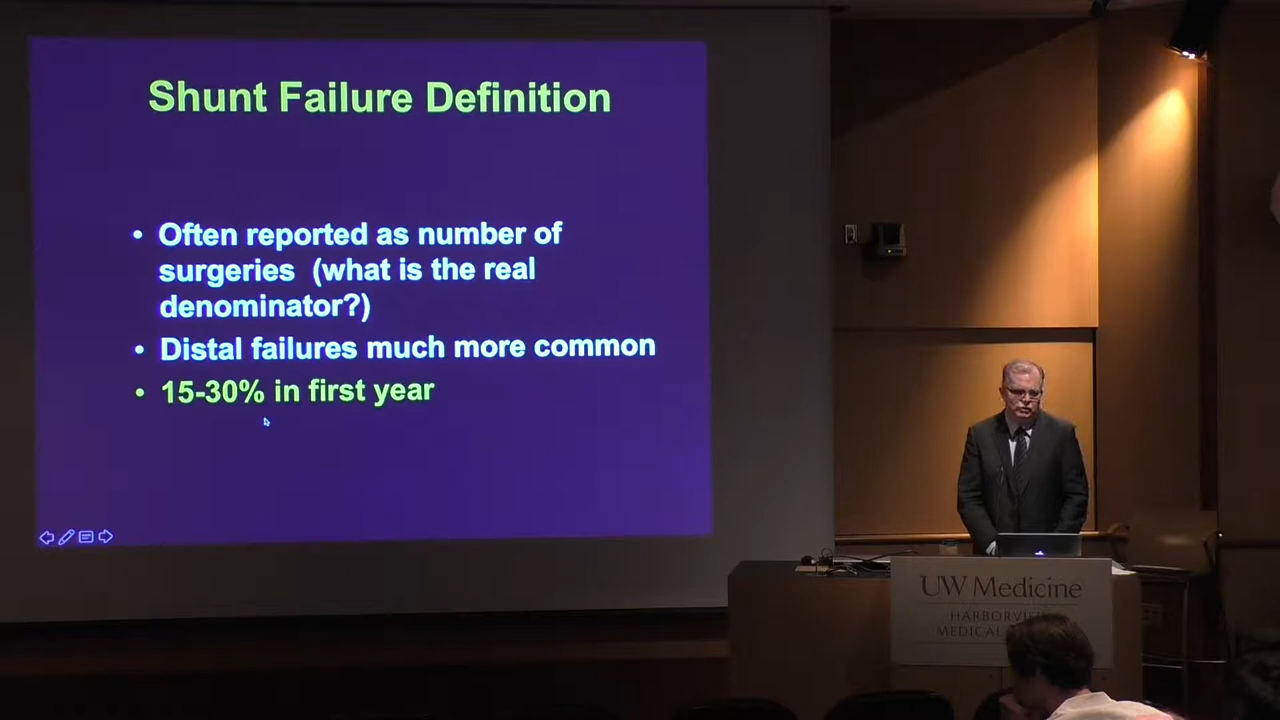 Shunt Failure Definition
• Often reported as number of
surgeries (what is the real
denominator?)
• Distal failures much more common
• 15-30% in first year
UW Medicine
MEDICAL